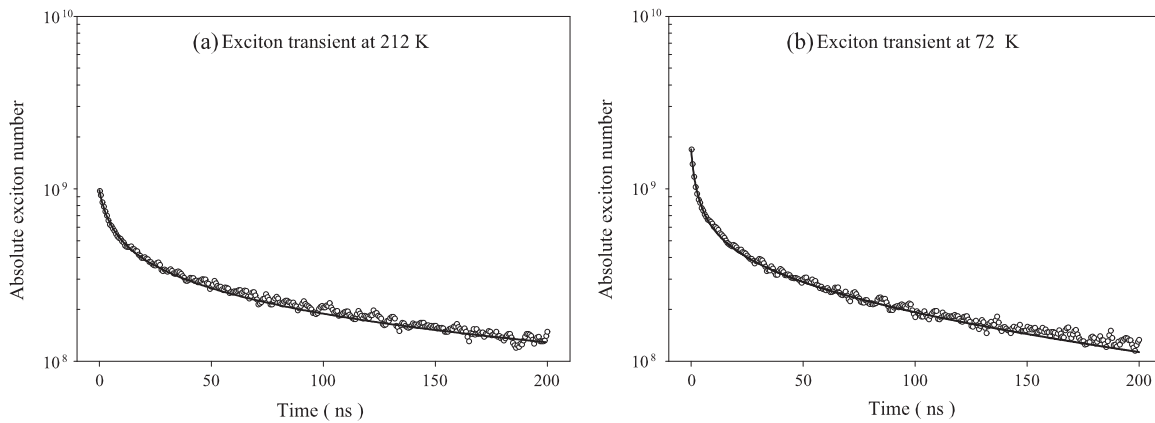 (a) Exciton transient at 212 K
10^10
10^9
10^8
Absolute exciton number
0 50 100 150 200
Time ( ns )
(b) Exciton transient at 72 K
10^10
10^9
10^8
Absolute exciton number
0 50 100 150 200
Time ( ns )